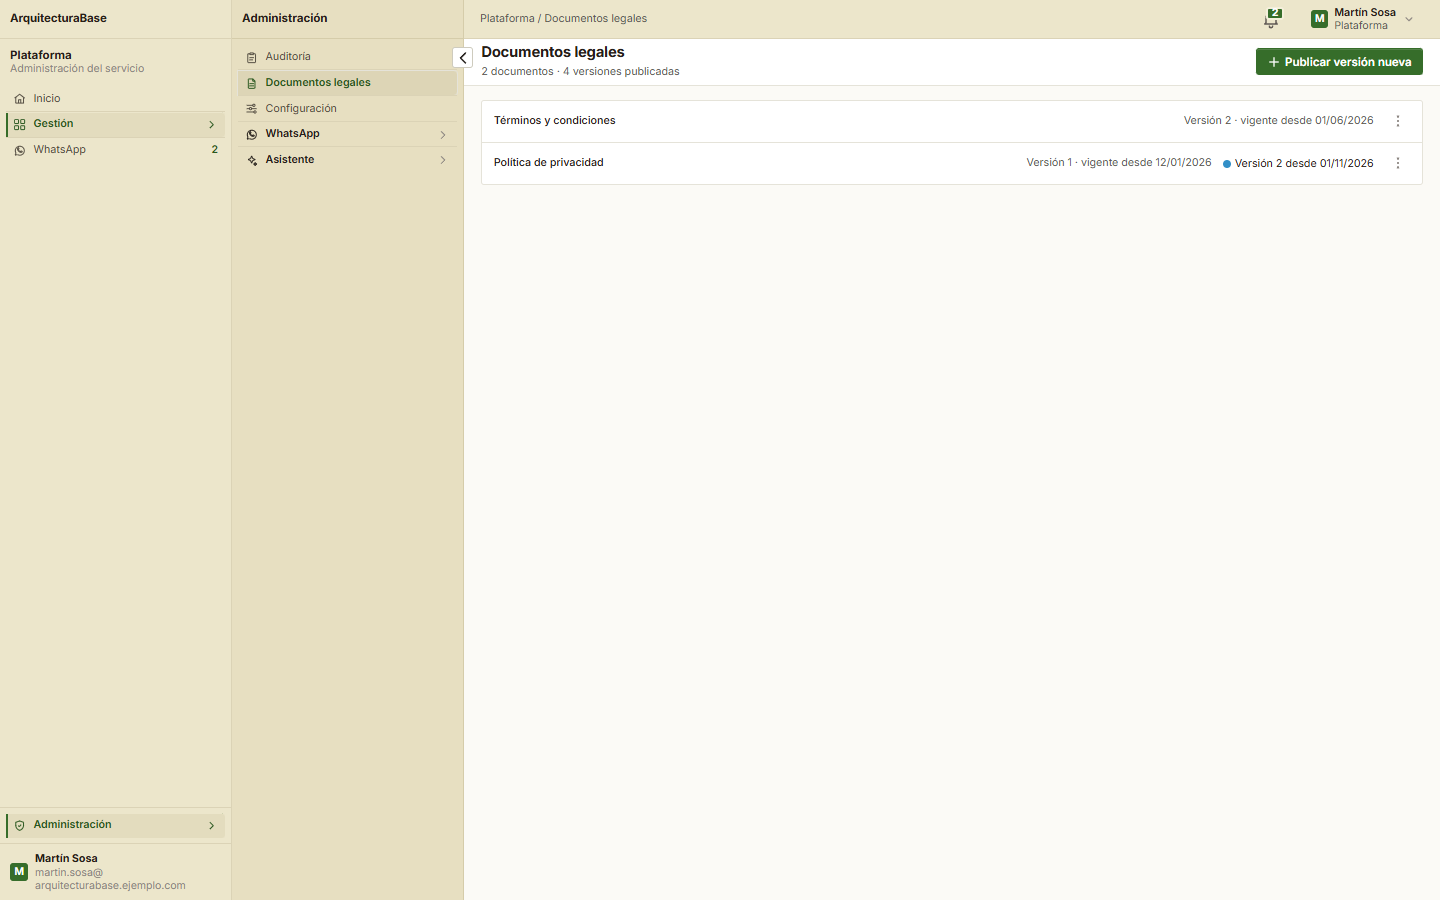 ArquitecturaBase
Plataforma
Administración del servicio
Inicio
Gestión
WhatsApp 2
Administración
Martín Sosa
martin.sosa@
arquitecturabase.ejemplo.com
M
Administración
Auditoría
Documentos legales
Configuración
WhatsApp
Asistente
Plataforma / Documentos legales
2
M
Martín Sosa
Plataforma
Documentos legales
2 documentos · 4 versiones publicadas
Publicar versión nueva
Términos y condiciones Versión 2 · vigente desde 01/06/2026
Política de privacidad Versión 1 · vigente desde 12/01/2026 Versión 2 desde 01/11/2026